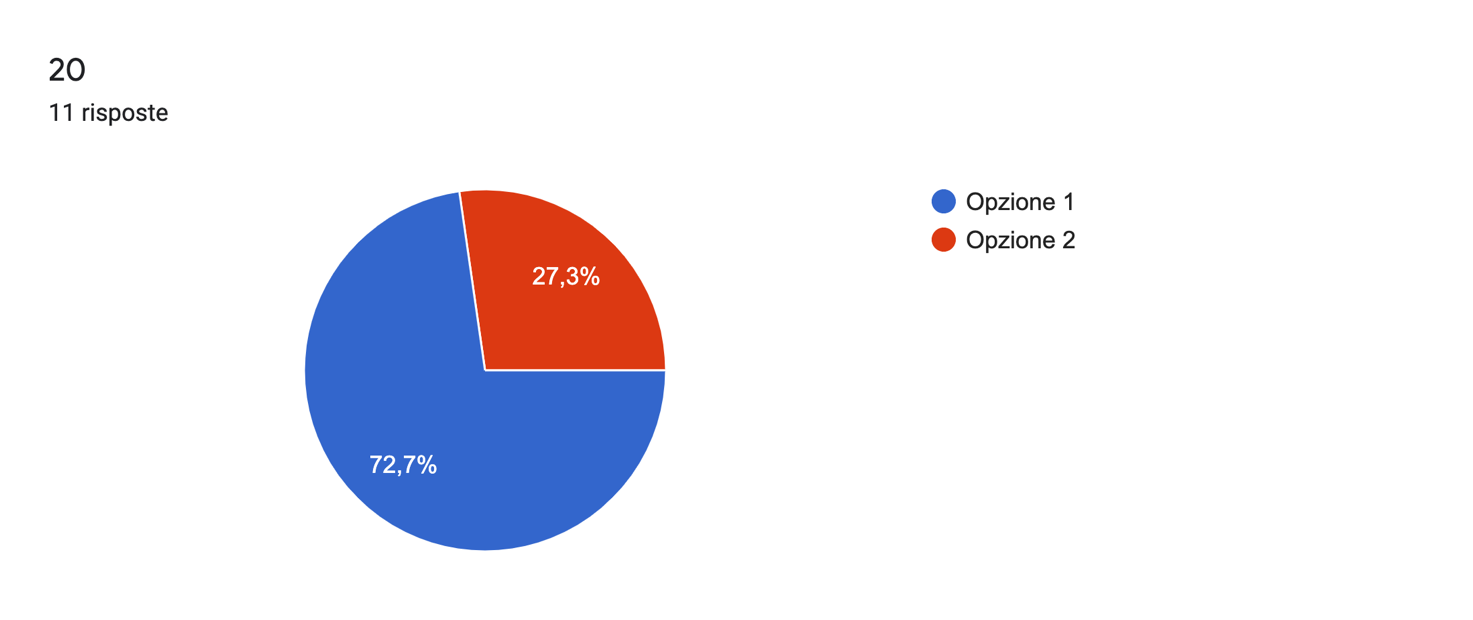 20
11 risposte
Opzione 1
Opzione 2
27,3%
72,7%